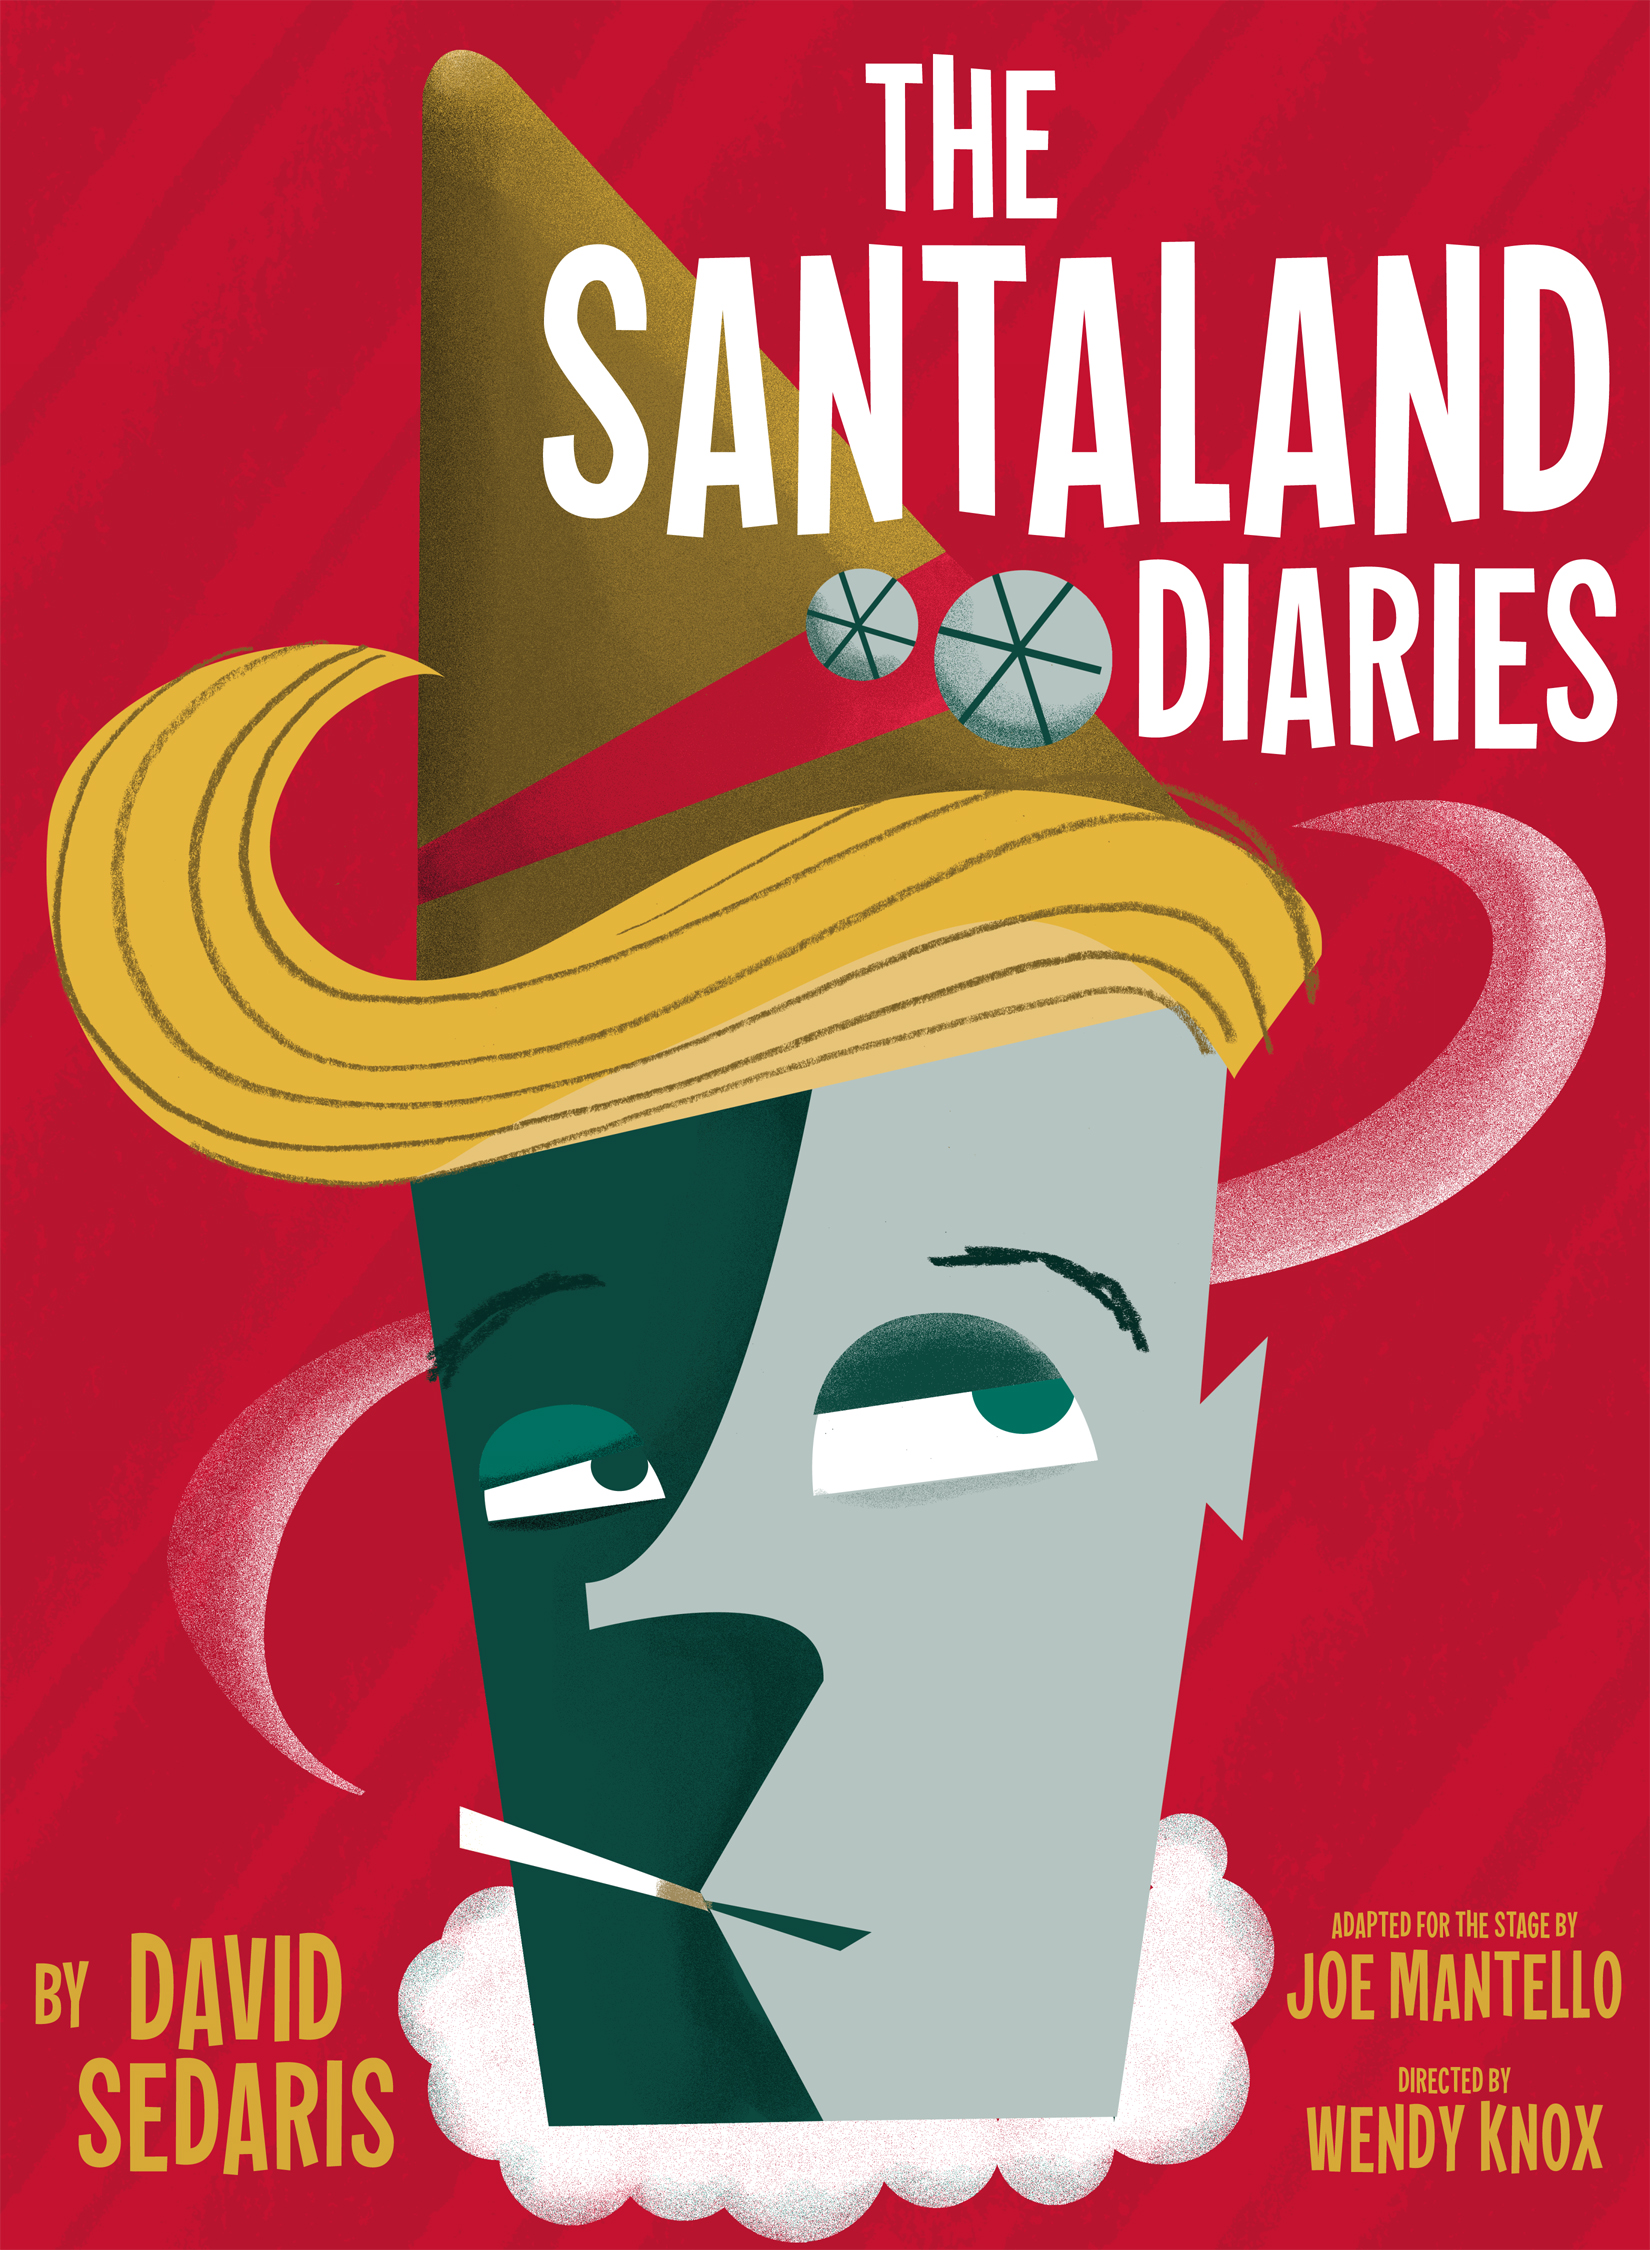 THE
SANTALAND
DIARIES
BY DAVID
SEDARIS
ADAPTED FOR THE STAGE BY
JOE MANTELLO
DIRECTED BY
WENDY KNOX